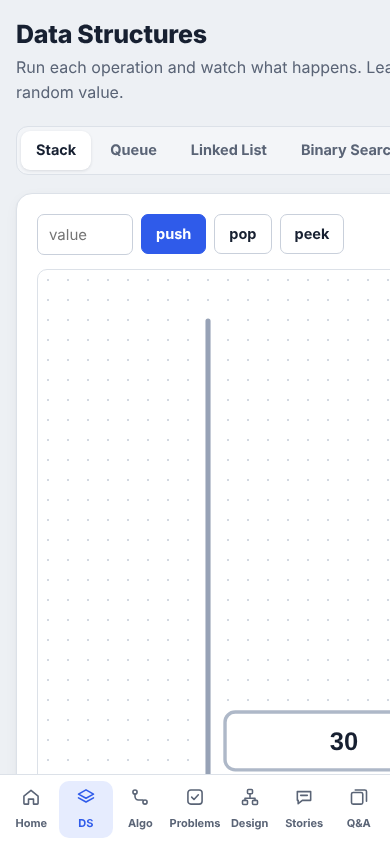 Data Structures
Run each operation and watch what happens. Lea
random value.
Stack Queue Linked List Binary Searc
value push pop peek
30
Home DS Algo Problems Design Stories Q&A